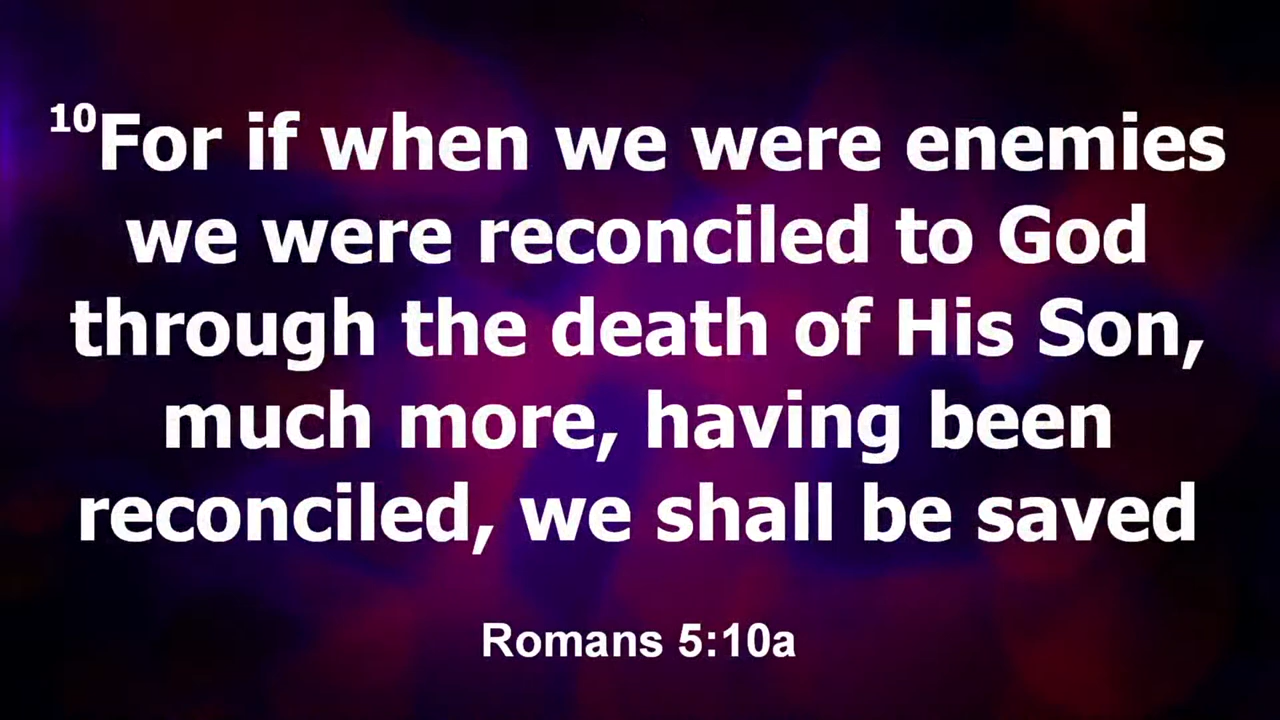 10For if when we were enemies
we were reconciled to God
through the death of His Son,
much more, having been
reconciled, we shall be saved
Romans 5:10a